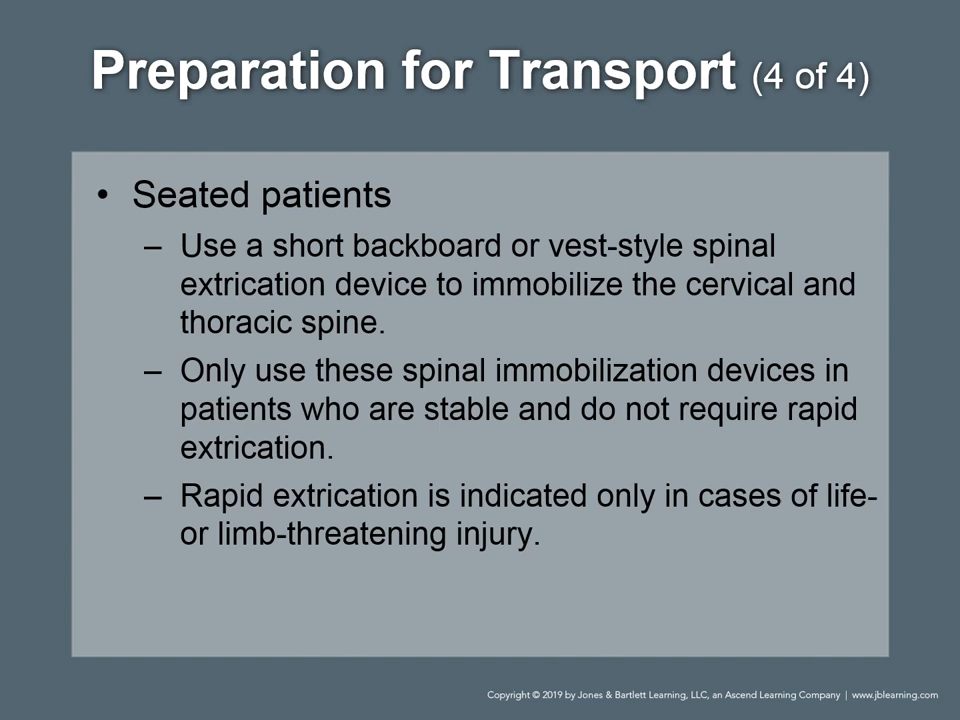 Preparation for Transport (4 of 4)
• Seated patients
– Use a short backboard or vest-style spinal
extrication device to immobilize the cervical and
thoracic spine.
– Only use these spinal immobilization devices in
patients who are stable and do not require rapid
extrication.
– Rapid extrication is indicated only in cases of life-
or limb-threatening injury.
Copyright © 2019 by Jones & Bartlett Learning, LLC, an Ascend Learning Company | www.jblearning.com